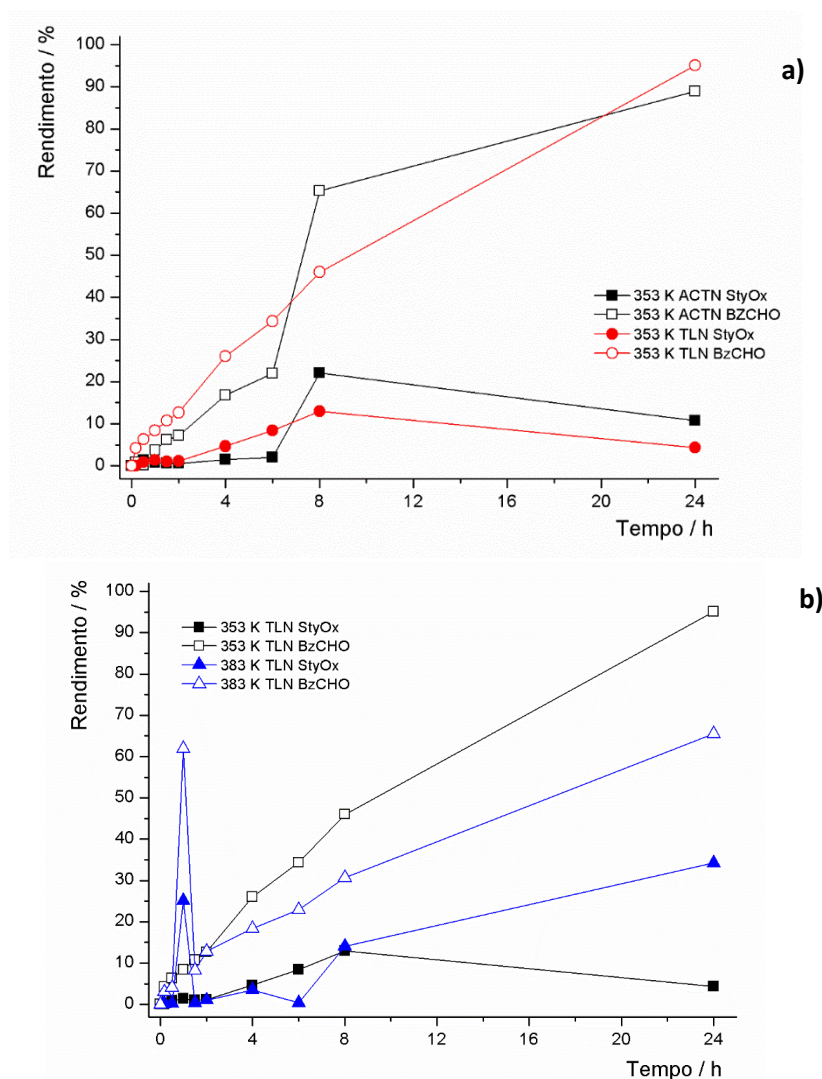 a)
Rendimento / %
100
90
80
70
60
50
40
30
20
10
0
353 K ACTN StyOx
353 K ACTN BZCHO
353 K TLN StyOx
353 K TLN BzCHO
0 4 8 12 16 20 24
Tempo / h
b)
Rendimento / %
100
90
80
70
60
50
40
30
20
10
0
353 K TLN StyOx
353 K TLN BzCHO
383 K TLN StyOx
383 K TLN BzCHO
0 4 8 12 16 20 24
Tempo / h